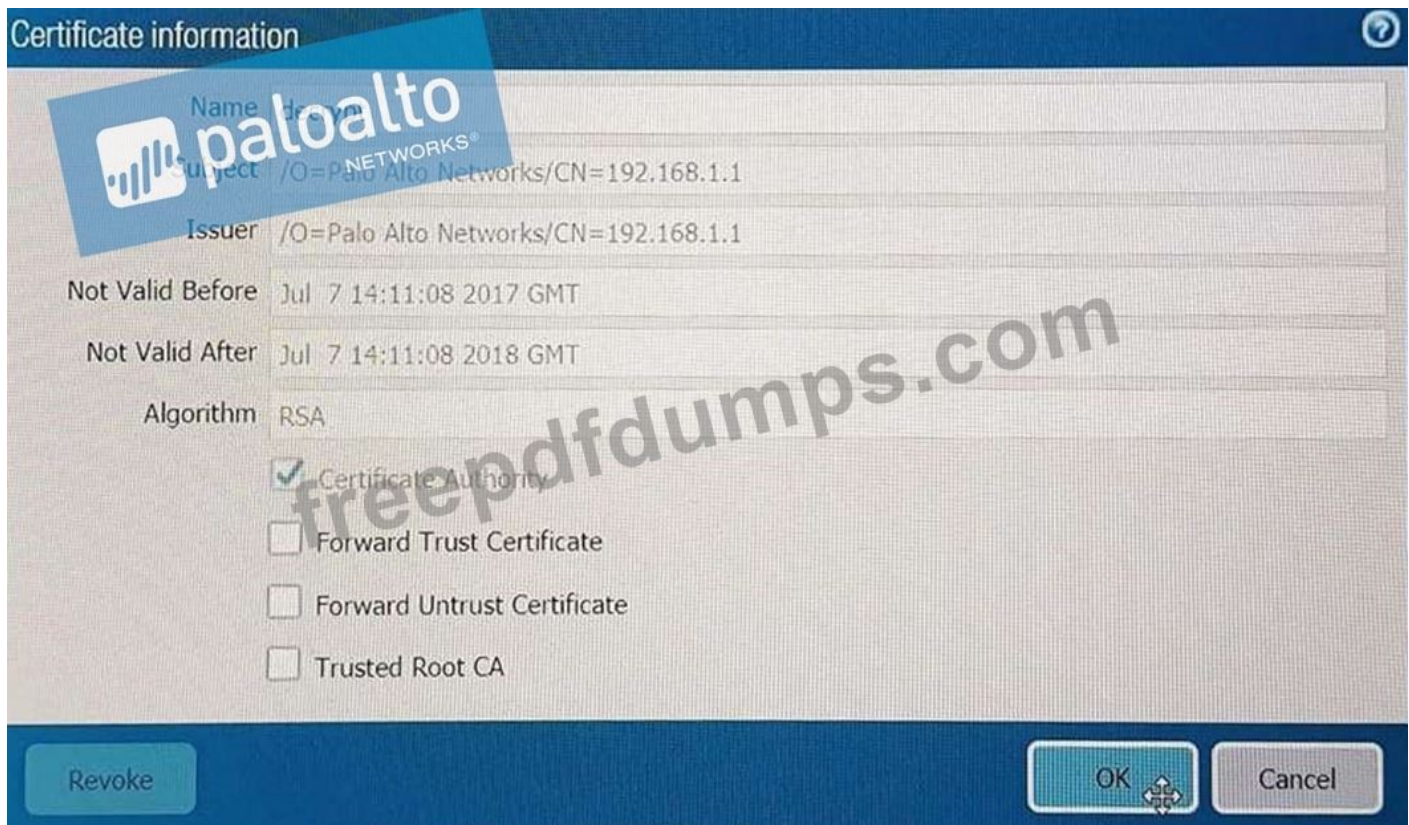 Certificate information
?
paloalto
NETWORKS®
Name
Subject /O=Palo Alto Networks/CN=192.168.1.1
Issuer /O=Palo Alto Networks/CN=192.168.1.1
Not Valid Before Jul 7 14:11:08 2017 GMT
Not Valid After Jul 7 14:11:08 2018 GMT
Algorithm RSA
Certificate Authority
freepdfdumps.com
Forward Trust Certificate
Forward Untrust Certificate
Trusted Root CA
Revoke OK Cancel